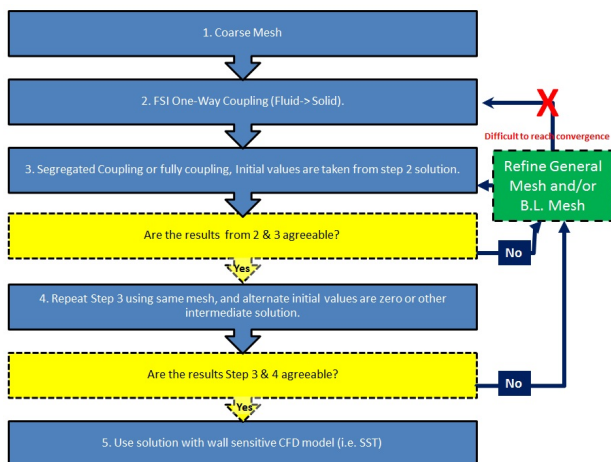 1. Coarse Mesh
2. FSI One-Way Coupling (Fluid-> Solid).
X
Difficult to reach convergence
3. Segregated Coupling or fully coupling, Initial values are taken from step 2 solution.
Refine General
Mesh and/or
B.L. Mesh
Are the results from 2 & 3 agreeable?
No
Yes
4. Repeat Step 3 using same mesh, and alternate initial values are zero or other
intermediate solution.
Are the results Step 3 & 4 agreeable?
No
Yes
5. Use solution with wall sensitive CFD model (i.e. SST)